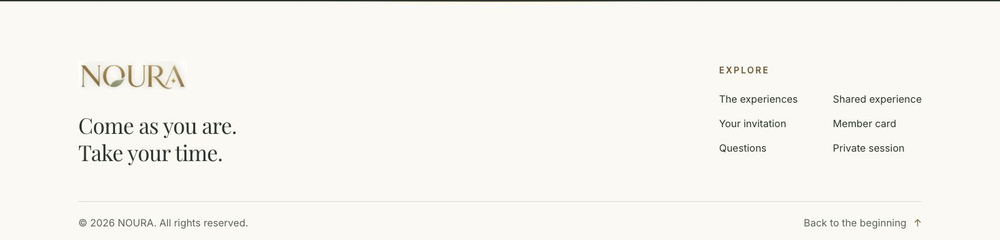 NOURA
Come as you are.
Take your time.
EXPLORE
The experiences
Your invitation
Questions
Shared experience
Member card
Private session
© 2026 NOURA. All rights reserved.
Back to the beginning ↑